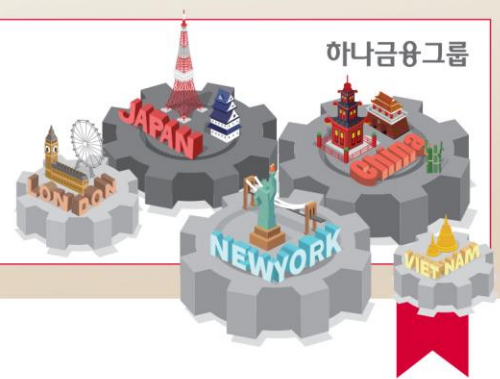 하나금융그룹
JAPAN
China
LONDON
NEWYORK
VIETNAM